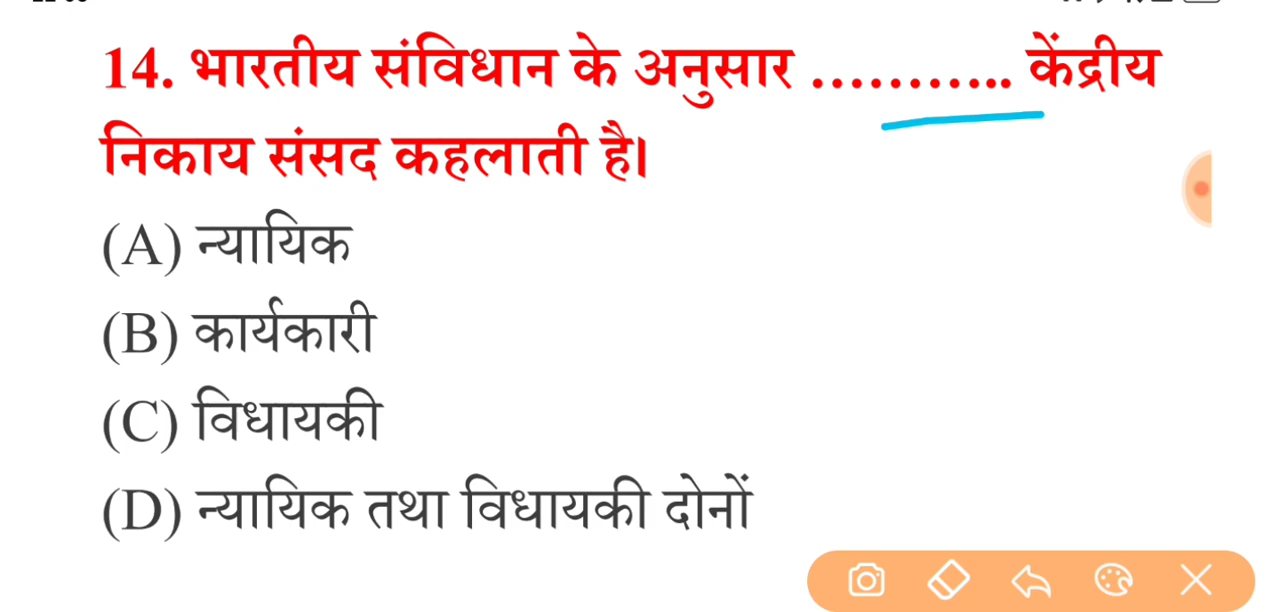 14. भारतीय संविधान के अनुसार ........... केंद्रीय
निकाय संसद कहलाती है।
(A) न्यायिक
(B) कार्यकारी
(C) विधायकी
(D) न्यायिक तथा विधायकी दोनों